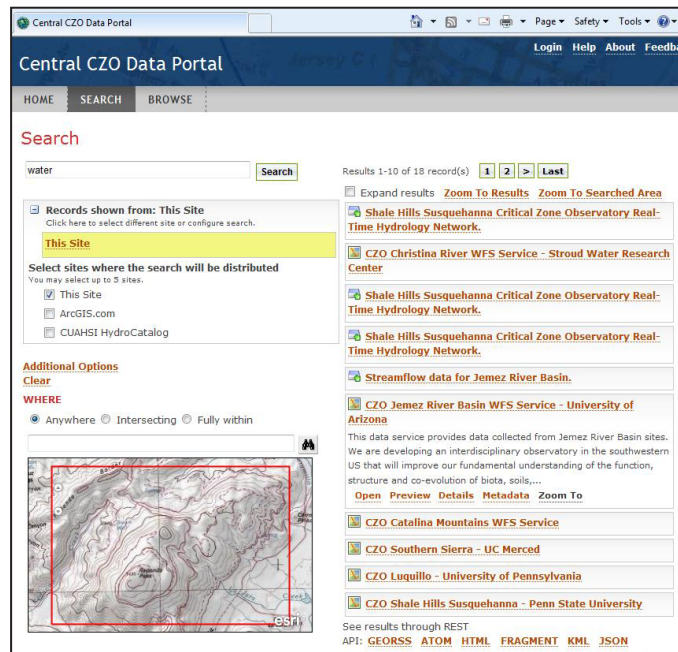 Central CZO Data Portal
Page Safety Tools
Login Help About Feedba
Central CZO Data Portal
HOME SEARCH BROWSE
Search
water Search
Records shown from: This Site
Click here to select different site or configure search.
This Site
Select sites where the search will be distributed
You may select up to 5 sites.
This Site
ArcGIS.com
CUAHSI HydroCatalog
Additional Options
Clear
WHERE
Anywhere Intersecting Fully within
esri
Results 1-10 of 18 record(s) 1 2 > Last
Expand results Zoom To Results Zoom To Searched Area
Shale Hills Susquehanna Critical Zone Observatory Real-
Time Hydrology Network.
CZO Christina River WFS Service - Stroud Water Research
Center
Shale Hills Susquehanna Critical Zone Observatory Real-
Time Hydrology Network.
Shale Hills Susquehanna Critical Zone Observatory Real-
Time Hydrology Network.
Streamflow data for Jemez River Basin.
CZO Jemez River Basin WFS Service - University of
Arizona
This data service provides data collected from Jemez River Basin sites.
We are developing an interdisciplinary observatory in the southwestern
US that will improve our fundamental understanding of the function,
structure and co-evolution of biota, soils,...
Open Preview Details Metadata Zoom To
CZO Catalina Mountains WFS Service
CZO Southern Sierra - UC Merced
CZO Luquillo - University of Pennsylvania
CZO Shale Hills Susquehanna - Penn State University
See results through REST
API: GEORSS ATOM HTML FRAGMENT KML JSON